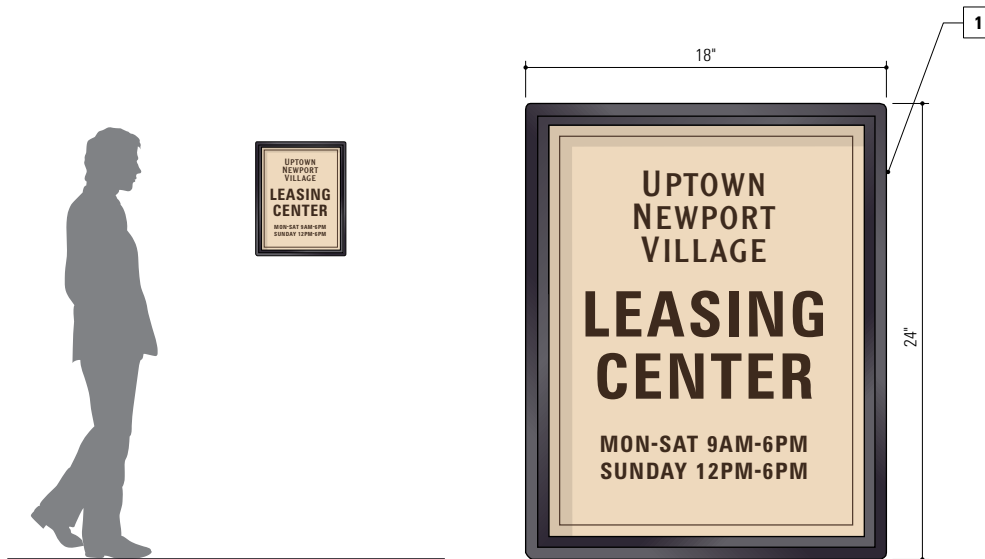 1
18"
UPTOWN
NEWPORT
VILLAGE
LEASING
CENTER
MON-SAT 9AM-6PM
SUNDAY 12PM-6PM
UPTOWN
NEWPORT
VILLAGE
LEASING
CENTER
MON-SAT 9AM-6PM
SUNDAY 12PM-6PM
24"